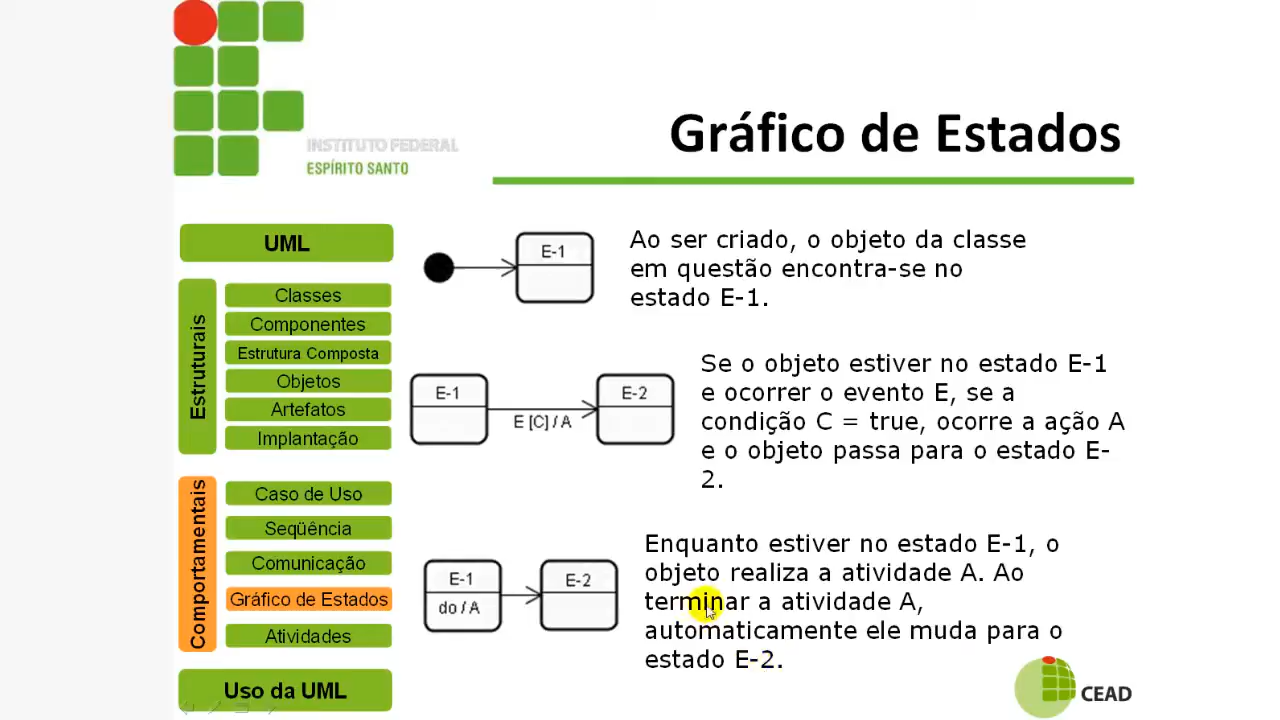 INSTITUTO FEDERAL
ESPÍRITO SANTO
Gráfico de Estados
UML
Estruturais
Classes
Componentes
Estrutura Composta
Objetos
Artefatos
Implantação
Comportamentais
Caso de Uso
Seqüência
Comunicação
Gráfico de Estados
Atividades
Uso da UML
E-1
Ao ser criado, o objeto da classe
em questão encontra-se no
estado E-1.
E-1
E [C] / A
E-2
Se o objeto estiver no estado E-1
e ocorrer o evento E, se a
condição C = true, ocorre a ação A
e o objeto passa para o estado E-
2.
E-1
do / A
E-2
Enquanto estiver no estado E-1, o
objeto realiza a atividade A. Ao
terminar a atividade A,
automaticamente ele muda para o
estado E-2.
CEAD